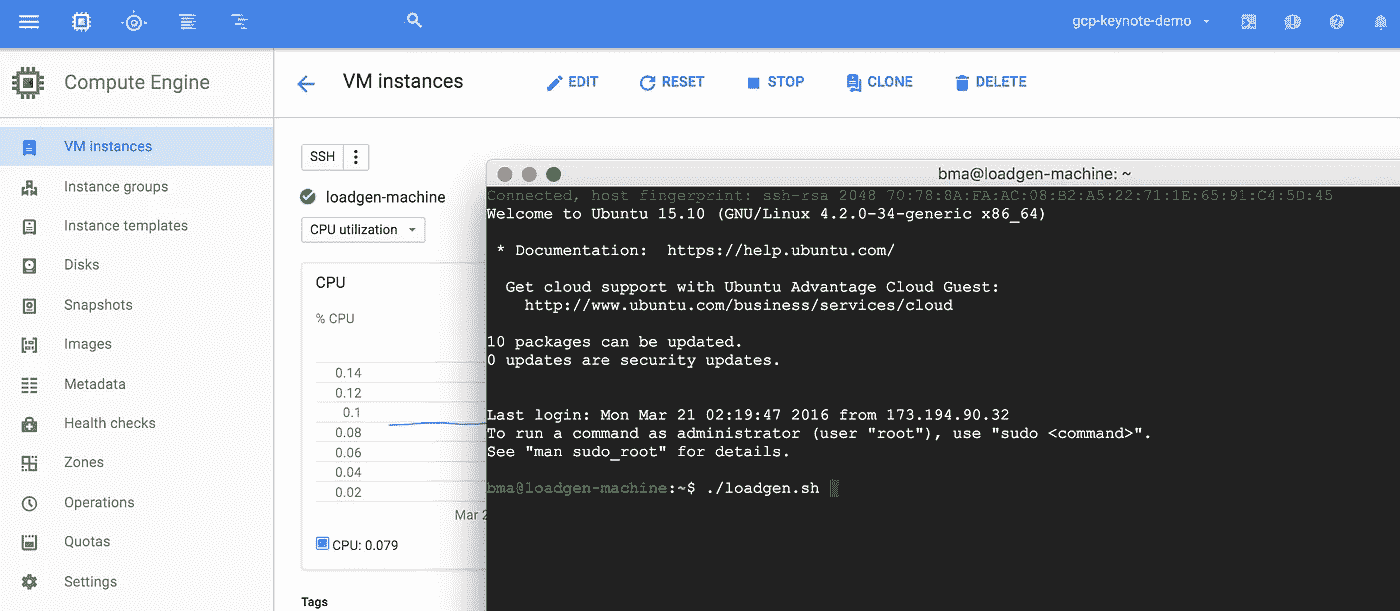 gcp-keynote-demo
Compute Engine
VM instances
EDIT
RESET
STOP
CLONE
DELETE
VM instances
Instance groups
Instance templates
Disks
Snapshots
Images
Metadata
Health checks
Zones
Operations
Quotas
Settings
SSH
loadgen-machine
CPU utilization
CPU
% CPU
0.14
0.12
0.1
0.08
0.06
0.04
0.02
Mar 2
CPU: 0.079
Tags
bma@loadgen-machine: ~
Connected, host fingerprint: ssh-rsa 2048 70:78:8A:FA:AC:08:B2:A5:22:71:1E:65:91:C4:5D:45
Welcome to Ubuntu 15.10 (GNU/Linux 4.2.0-34-generic x86_64)
* Documentation:  https://help.ubuntu.com/
Get cloud support with Ubuntu Advantage Cloud Guest:
http://www.ubuntu.com/business/services/cloud
10 packages can be updated.
0 updates are security updates.
Last login: Mon Mar 21 02:19:47 2016 from 173.194.90.32
To run a command as administrator (user "root"), use "sudo <command>".
See "man sudo_root" for details.
bma@loadgen-machine:~$ ./loadgen.sh